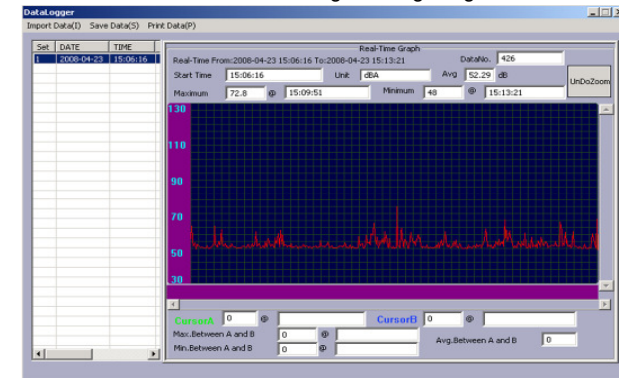 DataLogger
Import Data(I) Save Data(S) Print Data(P)
Set DATE TIME
1 2008-04-23 15:06:16
Real-Time Graph
Real-Time From:2008-04-23 15:06:16 To:2008-04-23 15:13:21 DataNo. 426
Start Time 15:06:16 Unit dBA Avg 52.29 dB UnDoZoom
Maximum 72.8 @ 15:09:51 Minimum 48 @ 15:13:21
130
110
90
70
50
30
CursorA 0 @ CursorB 0 @
Max.Between A and B 0 @
Avg.Between A and B 0
Min.Between A and B 0 @